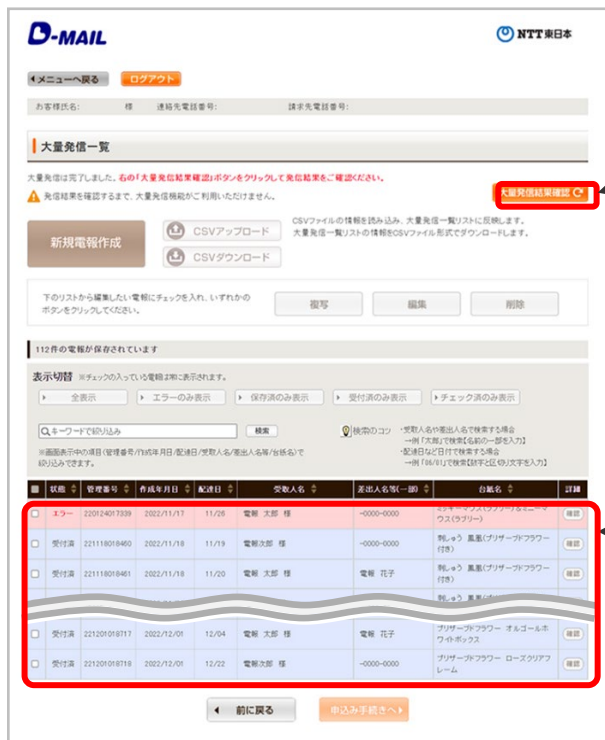 D-MAIL
NTT東日本
メニューへ戻る ログアウト
お客様氏名: 様 連絡先電話番号: 請求先電話番号:
大量発信一覧
大量発信は完了しました。右の「大量発信結果確認」ボタンをクリックして発信結果をご確認ください。
発信結果を確認するまで、大量発信機能がご利用いただけません。
大量発信結果確認
新規電報作成
CSVアップロード
CSVダウンロード
CSVファイルの情報を読み込み、大量発信一覧リストに反映します。
大量発信一覧リストの情報をCSVファイル形式でダウンロードします。
下のリストから編集したい電報にチェックを入れ、いずれかの
ボタンをクリックしてください。
複写 編集 削除
112件の電報が保存されています
表示切替 ※チェックの入っている電報は常に表示されます。
全表示 エラーのみ表示 保存済のみ表示 受付済のみ表示 チェック済のみ表示
キーワードで絞り込み 検索
※画面表示中の項目(管理番号/作成年月日/配達日/受取人名/差出人名等/台紙名)で
絞り込みできます。
検索のコツ ・受取人名や差出人名で検索する場合
→例「太郎」で検索【名前の一部を入力】
・配達日など日付で検索する場合
→例「06/01」で検索【数字と区切り文字を入力】
状態 管理番号 作成年月日 配達日 受取人名 差出人名等(一部) 台紙名 詳細
エラー 220124017339 2022/11/17 11/26 電報 太郎 様 -0000-0000 ミッキーマウス(ラブリー)&ミニーマウス(ラブリー) 確認
受付済 221118018460 2022/11/18 11/19 電報次郎 様 -0000-0000 刺しゅう 鳳凰(プリザーブドフラワー付き) 確認
受付済 221118018461 2022/11/18 11/20 電報 太郎 様 電報 花子 刺しゅう 鳳凰(プリザーブドフラワー付き) 確認
受付済 221201018717 2022/12/01 12/04 電報 太郎 様 電報 花子 プリザーブドフラワー オルゴールホワイトボックス 確認
受付済 221201018718 2022/12/01 12/22 電報次郎 様 -0000-0000 プリザーブドフラワー ローズクリアフレーム 確認
前に戻る 申込み手続きへ